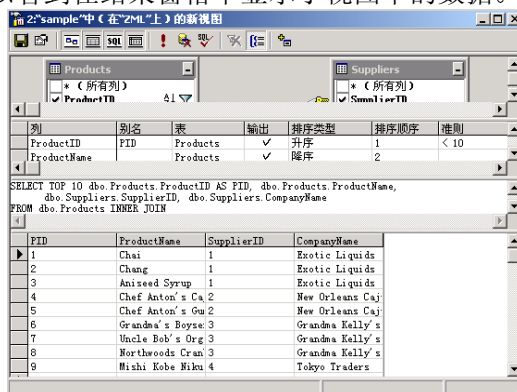 看到在结果窗格中显示了视图中的数据。
2:“sample”中（在“ZML”上）的新视图
SQL
Products
Suppliers
*（所有列）
*（所有列）
ProductID
SupplierID
列 别名 表 输出 排序类型 排序顺序 准则
ProductID PID Products ✓ 升序 1 < 10
ProductName Products ✓ 降序 2
SELECT TOP 10 dbo.Products.ProductID AS PID, dbo.Products.ProductName,
dbo.Suppliers.SupplierID, dbo.Suppliers.CompanyName
FROM dbo.Products INNER JOIN
PID ProductName SupplierID CompanyName
1 Chai 1 Exotic Liquids
2 Chang 1 Exotic Liquids
3 Aniseed Syrup 1 Exotic Liquids
4 Chef Anton's Ca 2 New Orleans Caj
5 Chef Anton's Gu 2 New Orleans Caj
6 Grandma's Boyse 3 Grandma Kelly's
7 Uncle Bob's Org 3 Grandma Kelly's
8 Northwoods Cran 3 Grandma Kelly's
9 Mishi Kobe Niku 4 Tokyo Traders